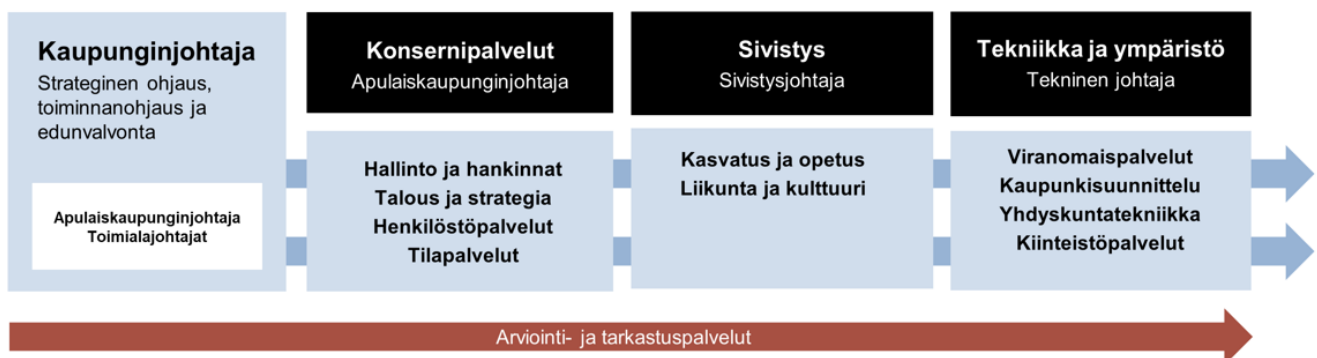 Kaupunginjohtaja
Strateginen ohjaus,
toiminnanohjaus ja
edunvalvonta
Apulaiskaupunginjohtaja
Toimialajohtajat
Konsernipalvelut
Apulaiskaupunginjohtaja
Hallinto ja hankinnat
Talous ja strategia
Henkilöstöpalvelut
Tilapalvelut
Sivistys
Sivistysjohtaja
Kasvatus ja opetus
Liikunta ja kulttuuri
Tekniikka ja ympäristö
Tekninen johtaja
Viranomaispalvelut
Kaupunkisuunnittelu
Yhdyskuntatekniikka
Kiinteistöpalvelut
Arviointi- ja tarkastuspalvelut